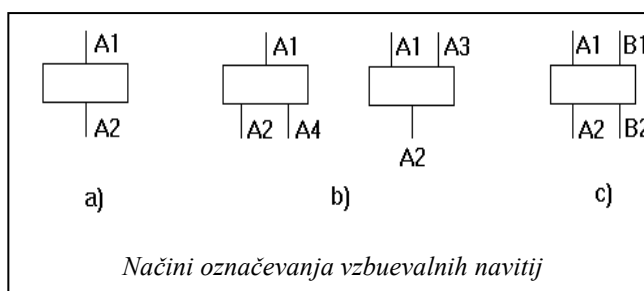 A1 A1 A1 A3 A1 B1
A2 A2 A4 A2 A2 B2
a) b) c)
Načini označevanja vzbuevalnih navitij